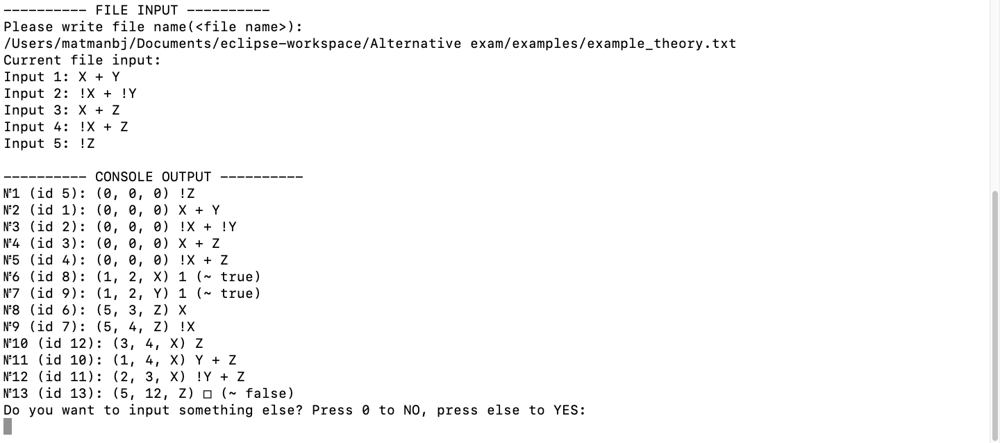 ---------- FILE INPUT ----------
Please write file name(<file name>):
/Users/matmanbj/Documents/eclipse-workspace/Alternative exam/examples/example_theory.txt
Current file input:
Input 1: X + Y
Input 2: !X + !Y
Input 3: X + Z
Input 4: !X + Z
Input 5: !Z
---------- CONSOLE OUTPUT ----------
№1 (id 5): (0, 0, 0) !Z
№2 (id 1): (0, 0, 0) X + Y
№3 (id 2): (0, 0, 0) !X + !Y
№4 (id 3): (0, 0, 0) X + Z
№5 (id 4): (0, 0, 0) !X + Z
№6 (id 8): (1, 2, X) 1 (~ true)
№7 (id 9): (1, 2, Y) 1 (~ true)
№8 (id 6): (5, 3, Z) X
№9 (id 7): (5, 4, Z) !X
№10 (id 12): (3, 4, X) Z
№11 (id 10): (1, 4, X) Y + Z
№12 (id 11): (2, 3, X) !Y + Z
№13 (id 13): (5, 12, Z) □ (~ false)
Do you want to input something else? Press 0 to NO, press else to YES: